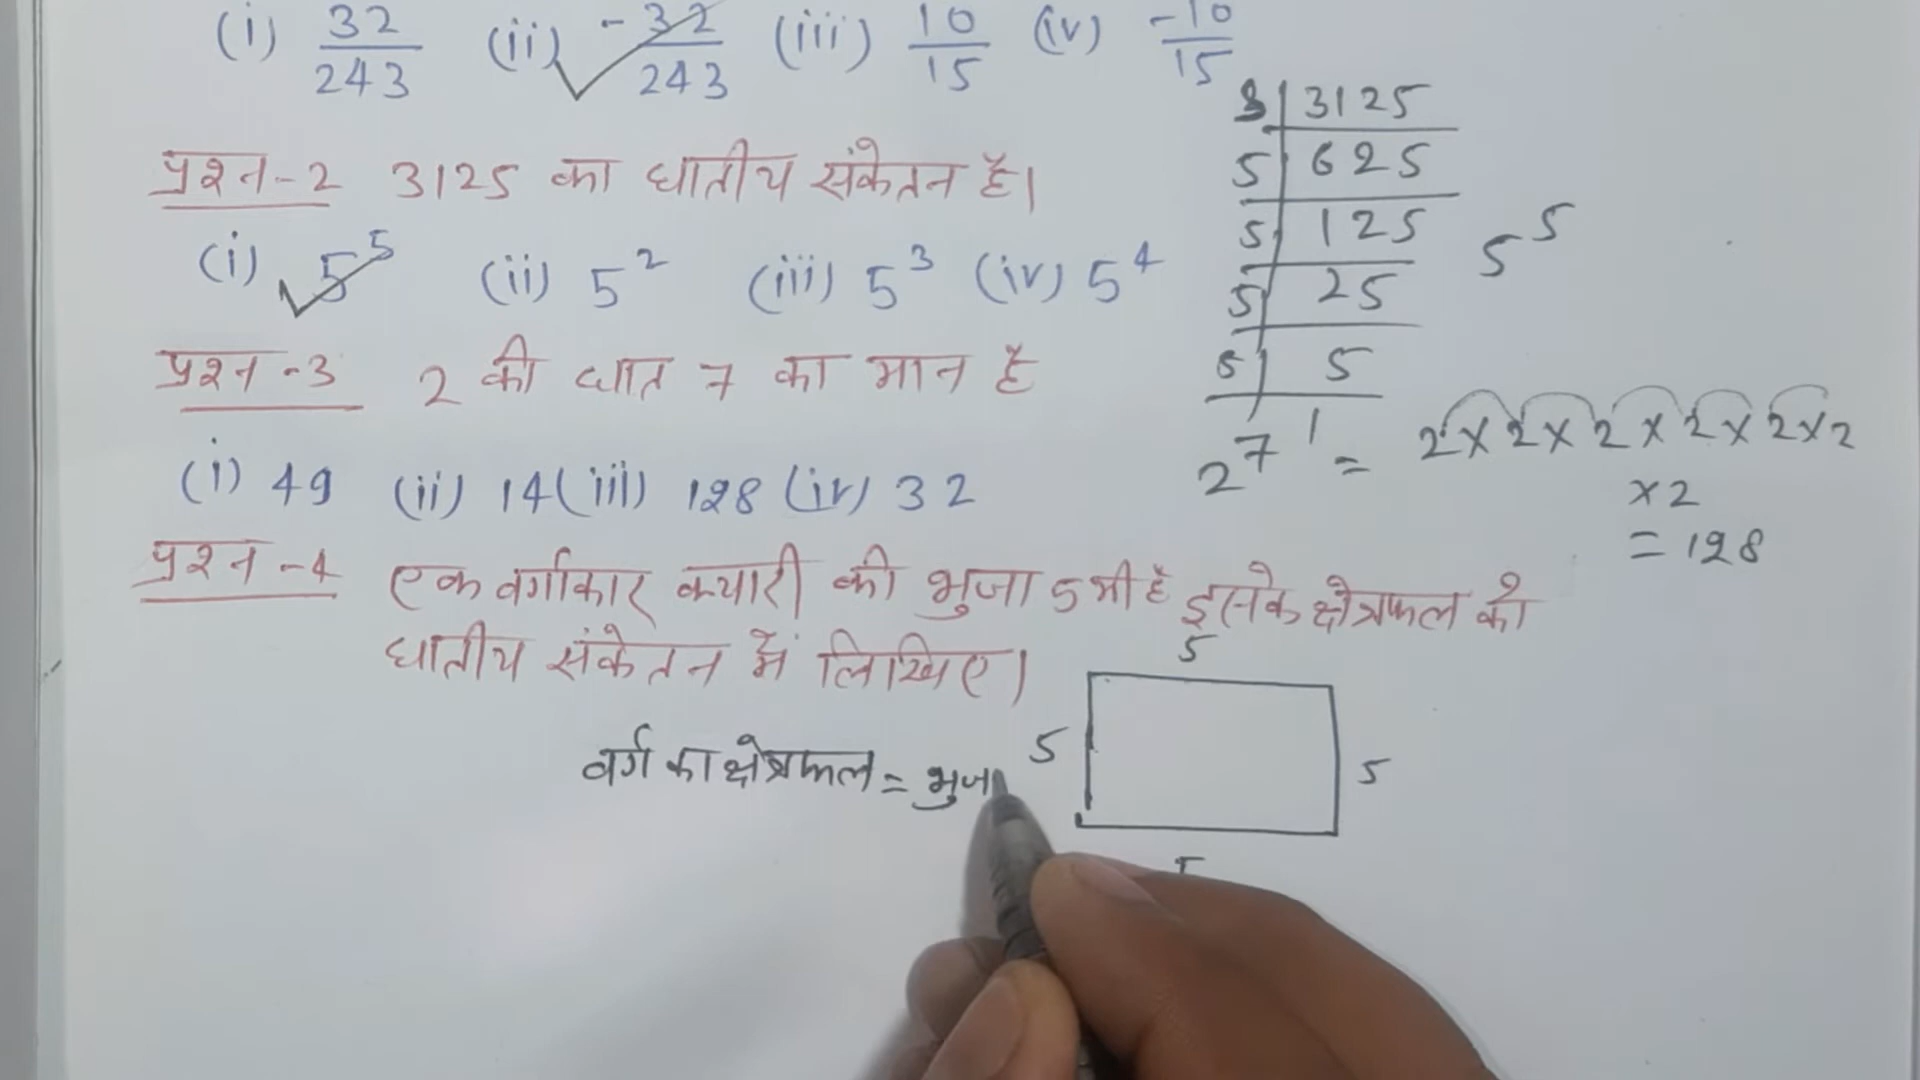 (i) 32/243 (ii) -32/243 (iii) 10/15 (iv) -10/15
प्रश्न-2 3125 का घातीय संकेतन है।
(i) 5^5 (ii) 5^2 (iii) 5^3 (iv) 5^4
प्रश्न-3 2 की घात 7 का मान है
(i) 49 (ii) 14 (iii) 128 (iv) 32
3125
5 625
5 125
5 25
5 5
1
5^5
2^7 = 2×2×2×2×2×2
×2
= 128
प्रश्न-4 एक वर्गाकार क्यारी की भुजा 5 मी है इसके क्षेत्रफल को
घातीय संकेतन में लिखिए।
5
5
5
वर्ग का क्षेत्रफल = भुजा